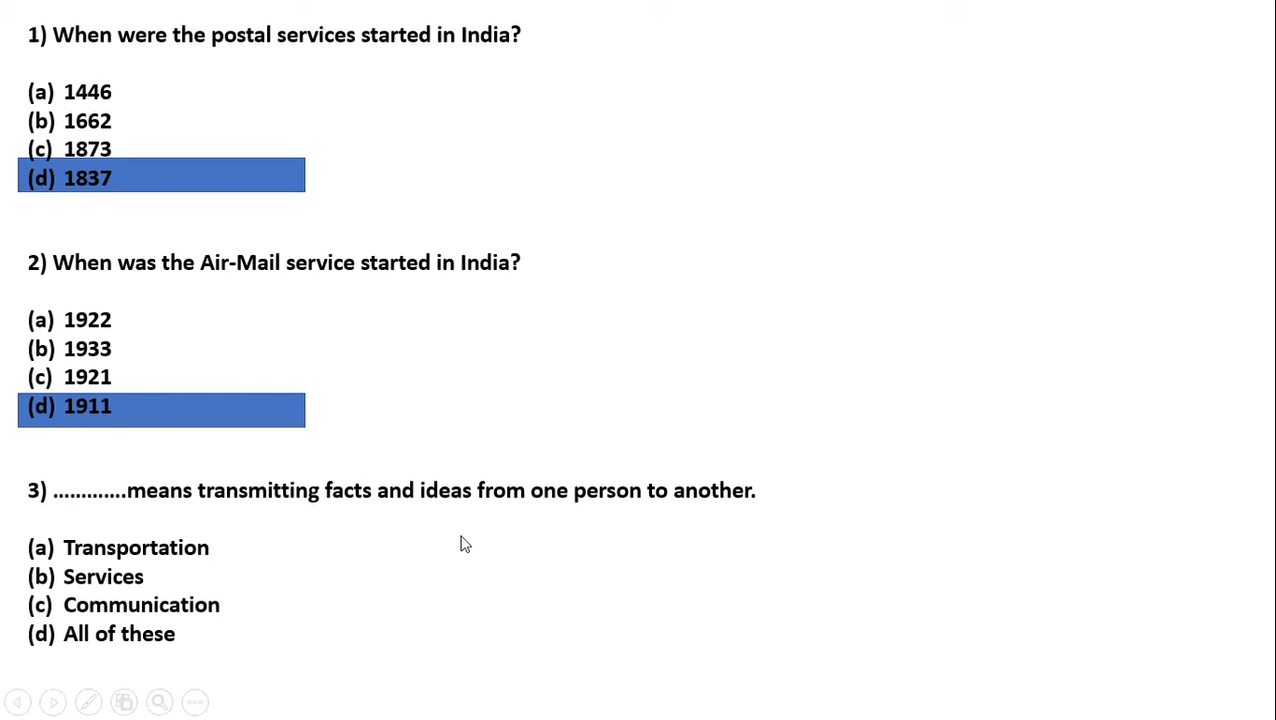 1) When were the postal services started in India?
(a) 1446
(b) 1662
(c) 1873
(d) 1837
2) When was the Air-Mail service started in India?
(a) 1922
(b) 1933
(c) 1921
(d) 1911
3) .............means transmitting facts and ideas from one person to another.
(a) Transportation
(b) Services
(c) Communication
(d) All of these